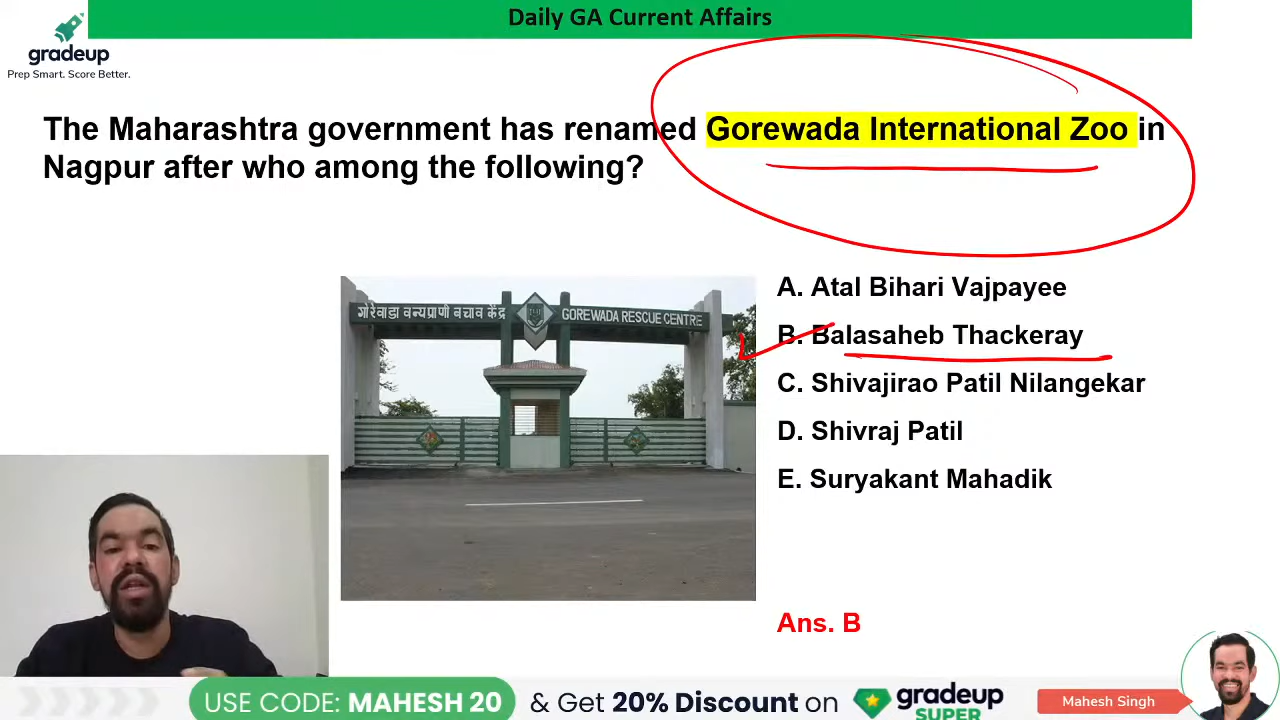 Daily GA Current Affairs
gradeup
Prep Smart. Score Better.
The Maharashtra government has renamed Gorewada International Zoo in
Nagpur after who among the following?
गोरेवाडा वन्यप्राणी बचाव केंद्र
GOREWADA RESCUE CENTRE
A. Atal Bihari Vajpayee
B. Balasaheb Thackeray
C. Shivajirao Patil Nilangekar
D. Shivraj Patil
E. Suryakant Mahadik
Ans. B
USE CODE: MAHESH 20 & Get 20% Discount on
gradeup
SUPER
Mahesh Singh